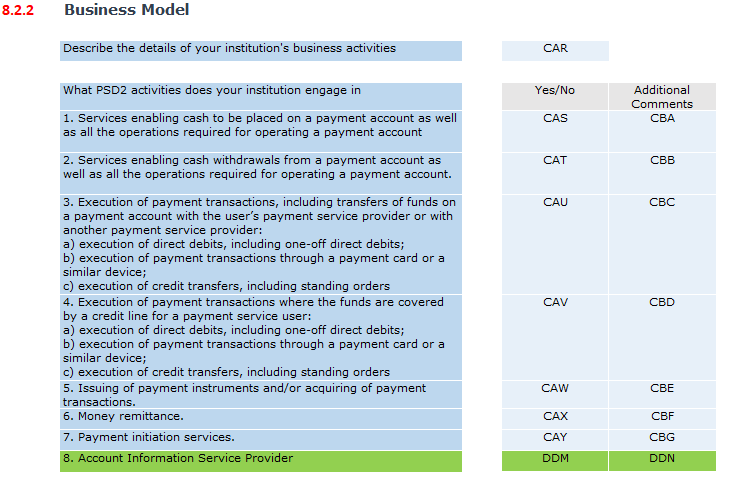 8.2.2 Business Model
Describe the details of your institution's business activities CAR
What PSD2 activities does your institution engage in Yes/No Additional
Comments
1. Services enabling cash to be placed on a payment account as well CAS CBA
as all the operations required for operating a payment account
2. Services enabling cash withdrawals from a payment account as CAT CBB
well as all the operations required for operating a payment account.
3. Execution of payment transactions, including transfers of funds on CAU CBC
a payment account with the user’s payment service provider or with
another payment service provider:
a) execution of direct debits, including one-off direct debits;
b) execution of payment transactions through a payment card or a
similar device;
c) execution of credit transfers, including standing orders
4. Execution of payment transactions where the funds are covered CAV CBD
by a credit line for a payment service user:
a) execution of direct debits, including one-off direct debits;
b) execution of payment transactions through a payment card or a
similar device;
c) execution of credit transfers, including standing orders
5. Issuing of payment instruments and/or acquiring of payment CAW CBE
transactions.
6. Money remittance. CAX CBF
7. Payment initiation services. CAY CBG
8. Account Information Service Provider DDM DDN